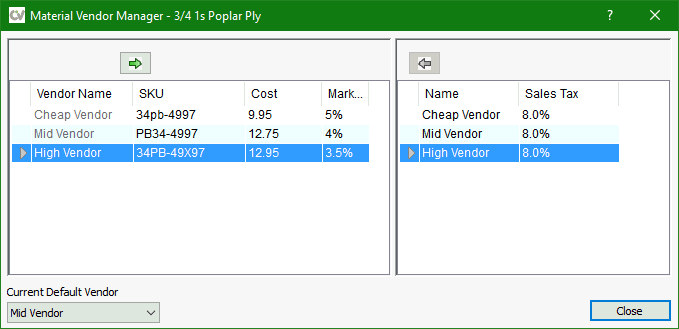 CV Material Vendor Manager - 3/4 1s Poplar Ply ? ×
Vendor Name SKU Cost Mark... Name Sales Tax
Cheap Vendor 34pb-4997 9.95 5% Cheap Vendor 8.0%
Mid Vendor PB34-4997 12.75 4% Mid Vendor 8.0%
High Vendor 34PB-49X97 12.95 3.5% High Vendor 8.0%
Current Default Vendor
Mid Vendor
Close